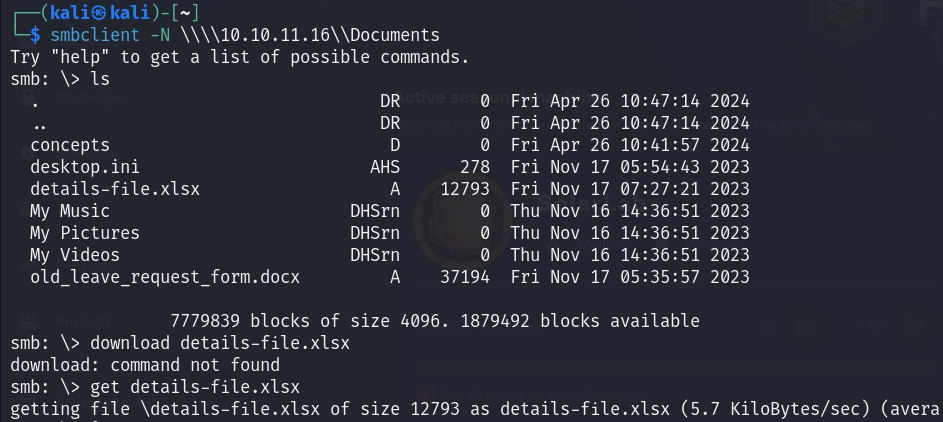 ┌──(kali㉿kali)-[~]
└─$ smbclient -N \\\\10.10.11.16\\Documents
Try "help" to get a list of possible commands.
smb: \> ls
  .                                  DR        0  Fri Apr 26 10:47:14 2024
  ..                                 DR        0  Fri Apr 26 10:47:14 2024
  concepts                            D        0  Fri Apr 26 10:41:57 2024
  desktop.ini                       AHS      278  Fri Nov 17 05:54:43 2023
  details-file.xlsx                   A    12793  Fri Nov 17 07:27:21 2023
  My Music                        DHSrn        0  Thu Nov 16 14:36:51 2023
  My Pictures                     DHSrn        0  Thu Nov 16 14:36:51 2023
  My Videos                       DHSrn        0  Thu Nov 16 14:36:51 2023
  old_leave_request_form.docx         A    37194  Fri Nov 17 05:35:57 2023
7779839 blocks of size 4096. 1879492 blocks available
smb: \> download details-file.xlsx
download: command not found
smb: \> get details-file.xlsx
getting file \details-file.xlsx of size 12793 as details-file.xlsx (5.7 KiloBytes/sec) (avera